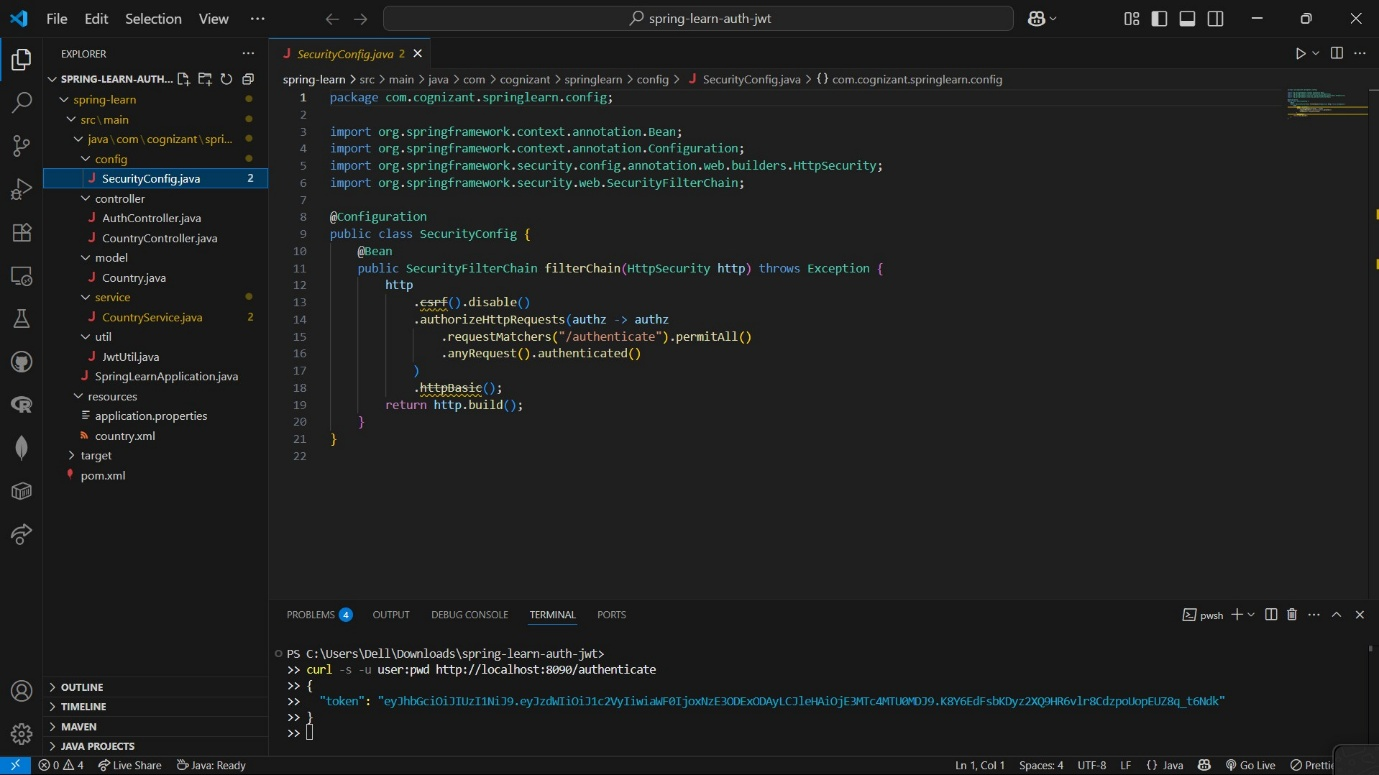 File Edit Selection View ··· spring-learn-auth-jwt
EXPLORER ···
SPRING-LEARN-AUTH...
spring-learn
src\main
java\com\cognizant\spri...
config
J SecurityConfig.java 2
controller
J AuthController.java
J CountryController.java
model
J Country.java
service
J CountryService.java 2
util
J JwtUtil.java
J SpringLearnApplication.java
resources
application.properties
country.xml
target
pom.xml
OUTLINE
TIMELINE
MAVEN
JAVA PROJECTS
J SecurityConfig.java 2
spring-learn > src > main > java > com > cognizant > springlearn > config > J SecurityConfig.java > {} com.cognizant.springlearn.config
1 package com.cognizant.springlearn.config;
2
3 import org.springframework.context.annotation.Bean;
4 import org.springframework.context.annotation.Configuration;
5 import org.springframework.security.config.annotation.web.builders.HttpSecurity;
6 import org.springframework.security.web.SecurityFilterChain;
7
8 @Configuration
9 public class SecurityConfig {
10 @Bean
11 public SecurityFilterChain filterChain(HttpSecurity http) throws Exception {
12 http
13 .csrf().disable()
14 .authorizeHttpRequests(authz -> authz
15 .requestMatchers("/authenticate").permitAll()
16 .anyRequest().authenticated()
17 )
18 .httpBasic();
19 return http.build();
20 }
21 }
22
PROBLEMS 4 OUTPUT DEBUG CONSOLE TERMINAL PORTS pwsh
PS C:\Users\Dell\Downloads\spring-learn-auth-jwt>
>> curl -s -u user:pwd http://localhost:8090/authenticate
>> {
>> "token": "eyJhbGciOiJIUzI1NiJ9.eyJzdWIiOiJ1c2VyIiwiaWF0IjoxNzE3ODExODAyLCJleHAiOjE3MTc4MTU0MDJ9.K8Y6EdFsbKDyz2XQ9HR6vlr8CdzpoUopEUZ8q_t6Ndk"
>> }
>>
0 4 Live Share Java: Ready Ln 1, Col 1 Spaces: 4 UTF-8 LF {} Java Go Live Prettie